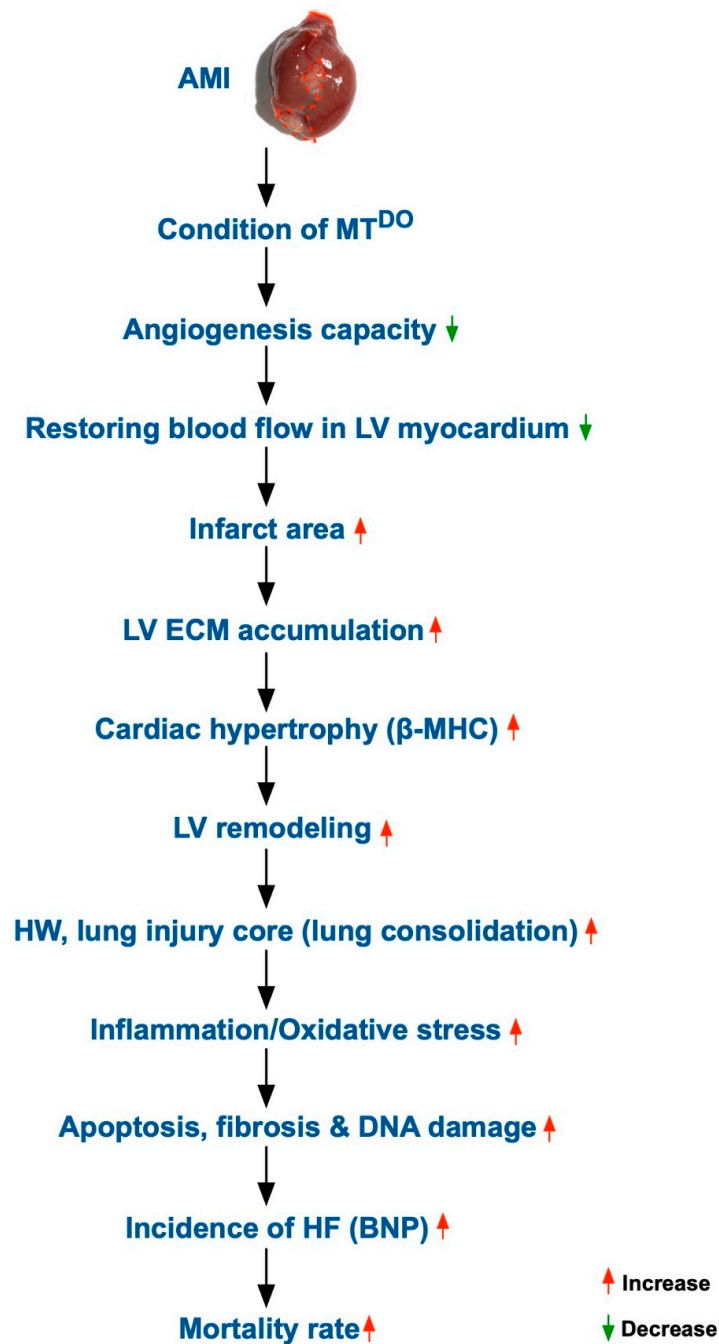 AMI
Condition of MT^DO
Angiogenesis capacity ↓
Restoring blood flow in LV myocardium ↓
Infarct area ↑
LV ECM accumulation ↑
Cardiac hypertrophy (β-MHC) ↑
LV remodeling ↑
HW, lung injury core (lung consolidation) ↑
Inflammation/Oxidative stress ↑
Apoptosis, fibrosis & DNA damage ↑
Incidence of HF (BNP) ↑
Mortality rate ↑
↑ Increase
↓ Decrease